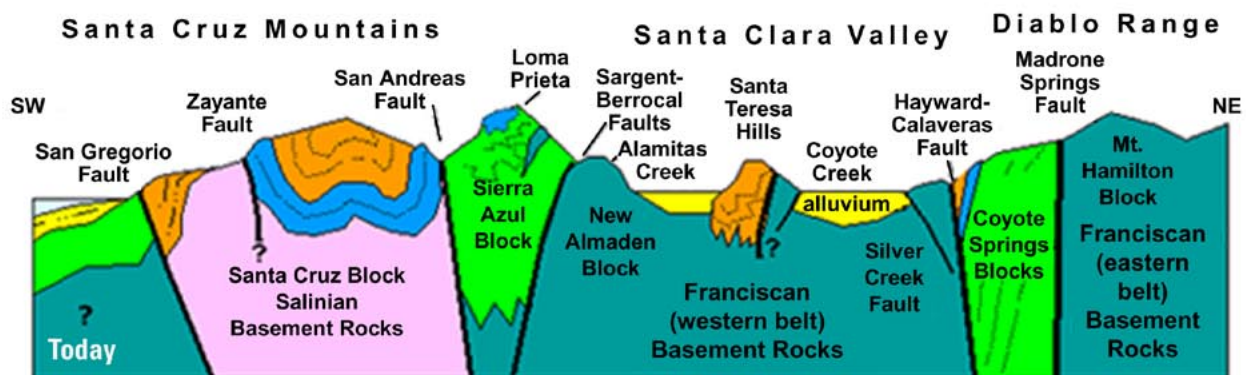 Santa Cruz Mountains
Santa Clara Valley
Diablo Range
SW
San Gregorio
Fault
Zayante
Fault
San Andreas
Fault
Loma
Prieta
Sargent-
Berrocal
Faults
Alamitas
Creek
Santa
Teresa
Hills
Coyote
Creek
alluvium
Hayward-
Calaveras
Fault
Madrone
Springs
Fault
NE
?
Today
?
Santa Cruz Block
Salinian
Basement Rocks
Sierra
Azul
Block
New
Almaden
Block
?
Franciscan
(western belt)
Basement Rocks
Silver
Creek
Fault
Coyote
Springs
Blocks
Mt.
Hamilton
Block
Franciscan
(eastern
belt)
Basement
Rocks